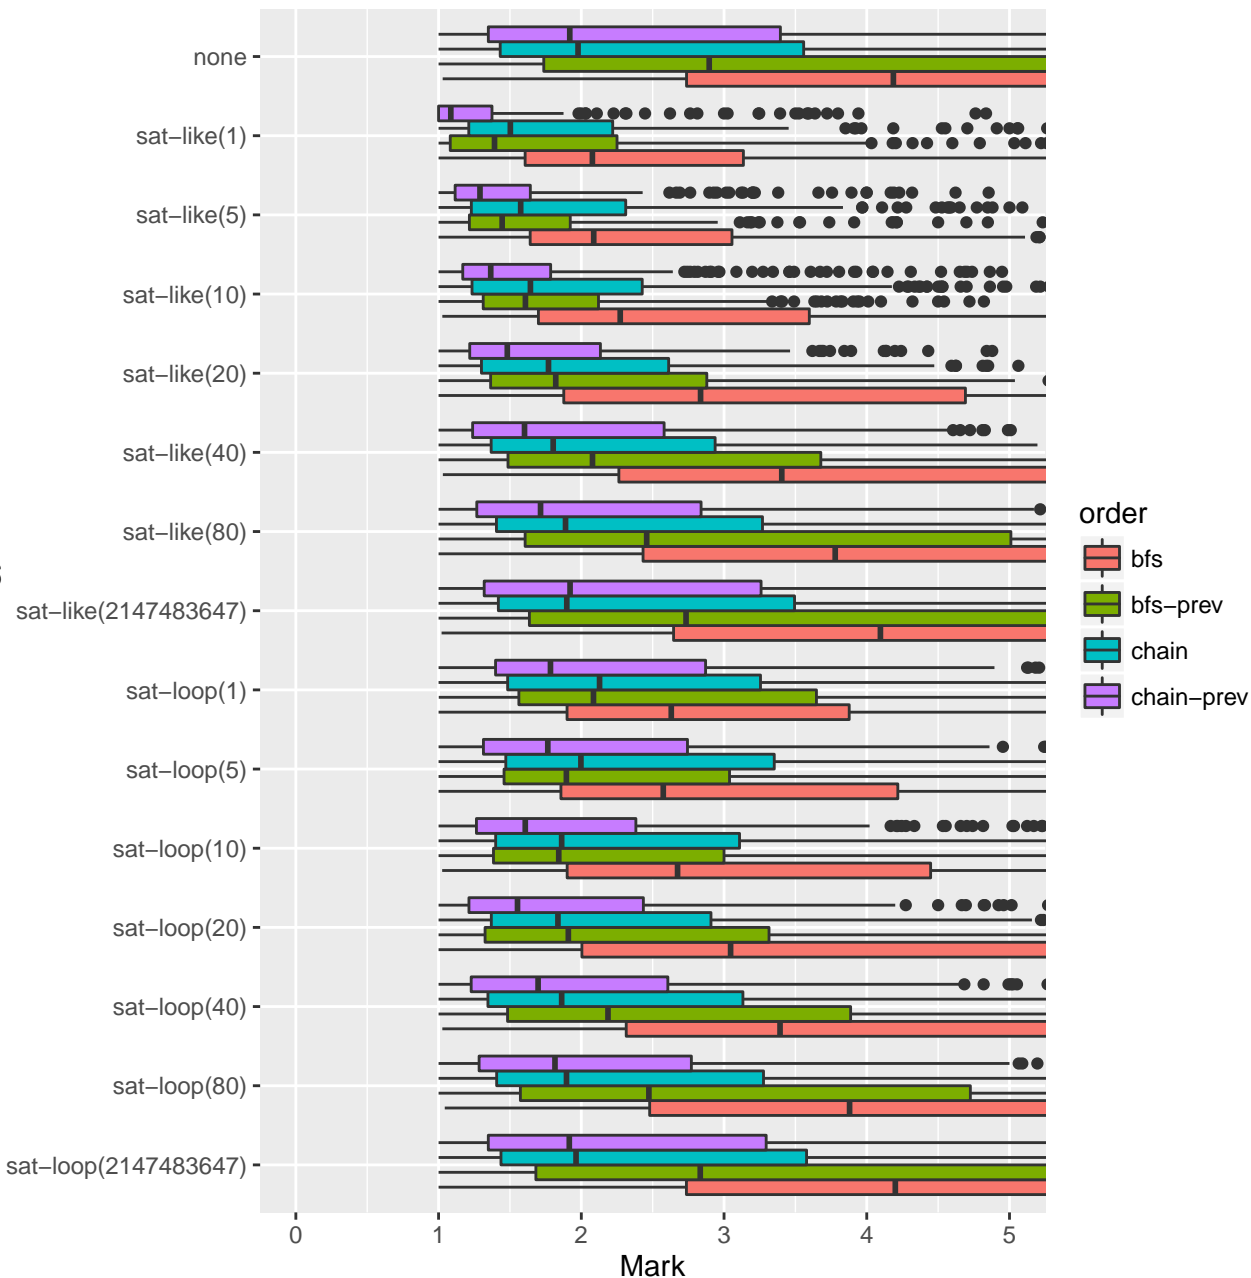 none
sat−like(1)
sat−like(5)
sat−like(10)
sat−like(20)
sat−like(40)
sat−like(80)
sat−like(2147483647)
sat−loop(1)
sat−loop(5)
sat−loop(10)
sat−loop(20)
sat−loop(40)
sat−loop(80)
sat−loop(2147483647)
0 1 2 3 4 5
Mark
order
bfs
bfs−prev
chain
chain−prev